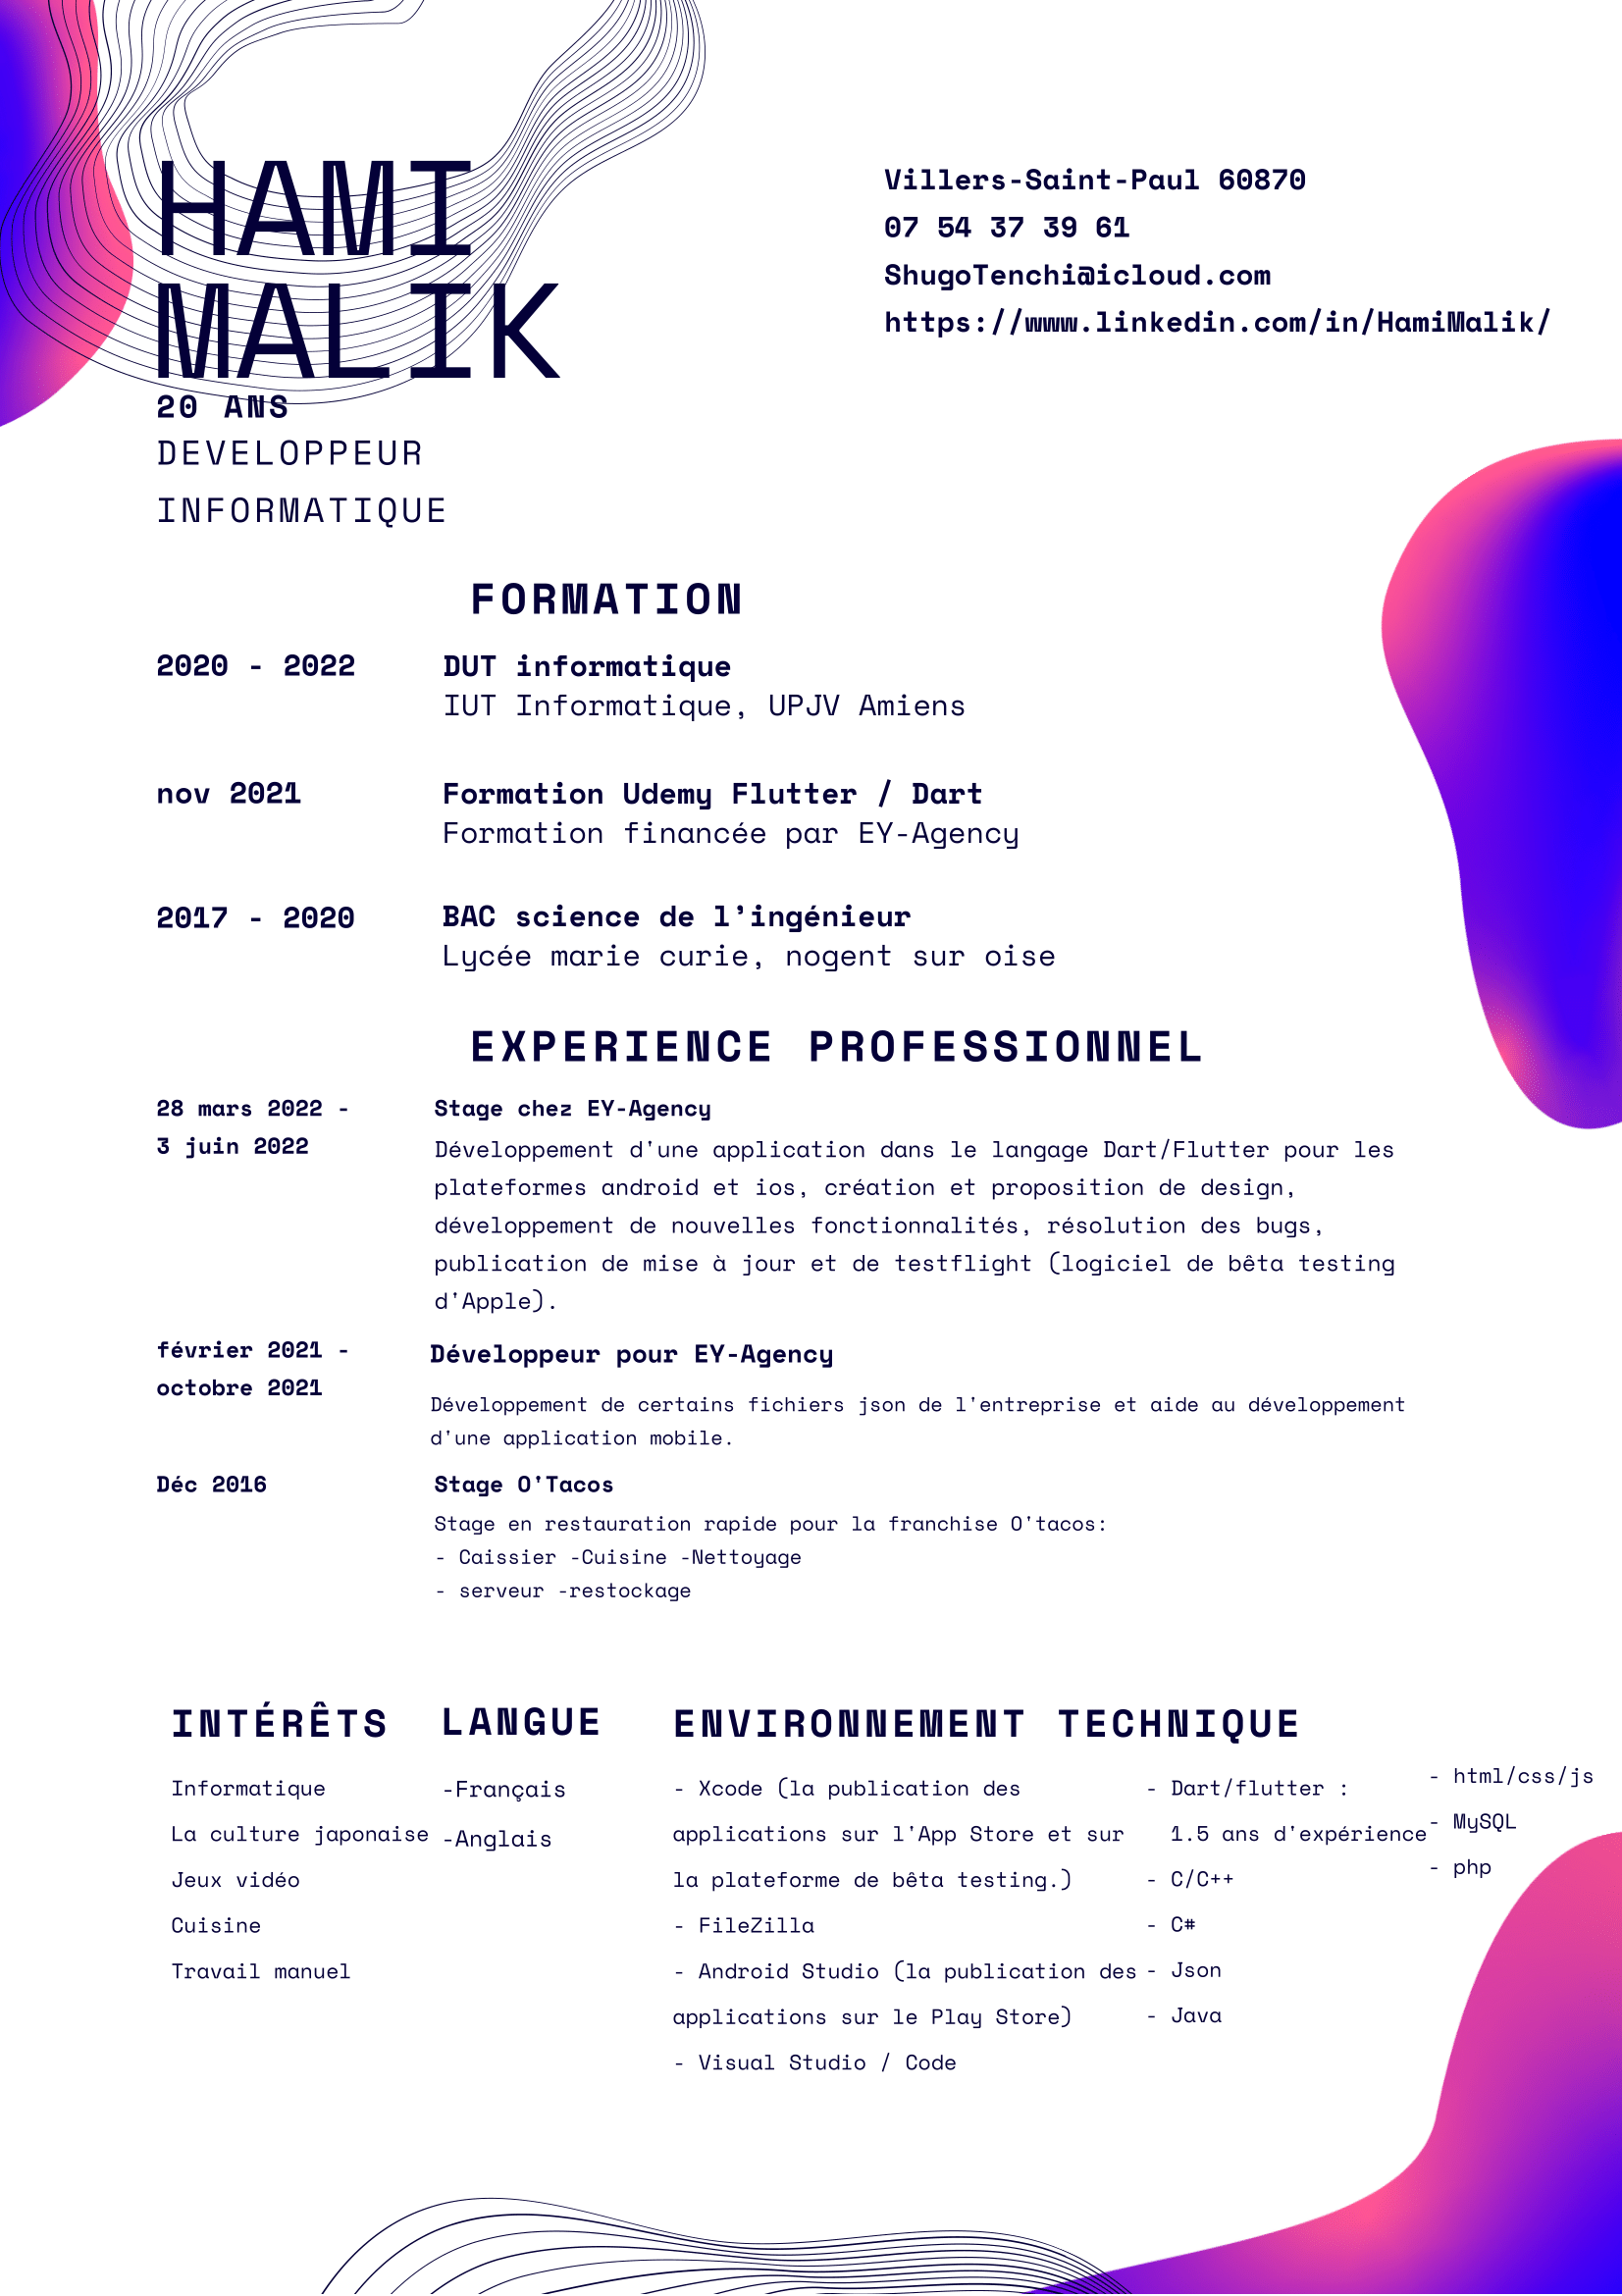 HAMI
MALIK
20 ANS
DEVELOPPEUR
INFORMATIQUE
Villers-Saint-Paul 60870
07 54 37 39 61
ShugoTenchi@icloud.com
https://www.linkedin.com/in/HamiMalik/
FORMATION
2020 - 2022
DUT informatique
IUT Informatique, UPJV Amiens
nov 2021
Formation Udemy Flutter / Dart
Formation financée par EY-Agency
2017 - 2020
BAC science de l'ingénieur
Lycée marie curie, nogent sur oise
EXPERIENCE PROFESSIONNEL
28 mars 2022 -
3 juin 2022
Stage chez EY-Agency
Développement d'une application dans le langage Dart/Flutter pour les
plateformes android et ios, création et proposition de design,
développement de nouvelles fonctionnalités, résolution des bugs,
publication de mise à jour et de testflight (logiciel de bêta testing
d'Apple).
février 2021 -
octobre 2021
Développeur pour EY-Agency
Développement de certains fichiers json de l'entreprise et aide au développement
d'une application mobile.
Déc 2016
Stage O'Tacos
Stage en restauration rapide pour la franchise O'tacos:
- Caissier -Cuisine -Nettoyage
- serveur -restockage
INTÉRÊTS
Informatique
La culture japonaise
Jeux vidéo
Cuisine
Travail manuel
LANGUE
-Français
-Anglais
ENVIRONNEMENT TECHNIQUE
- Xcode (la publication des
applications sur l'App Store et sur
la plateforme de bêta testing.)
- FileZilla
- Android Studio (la publication des
applications sur le Play Store)
- Visual Studio / Code
- Dart/flutter :
1.5 ans d'expérience
- C/C++
- C#
- Json
- Java
- html/css/js
- MySQL
- php